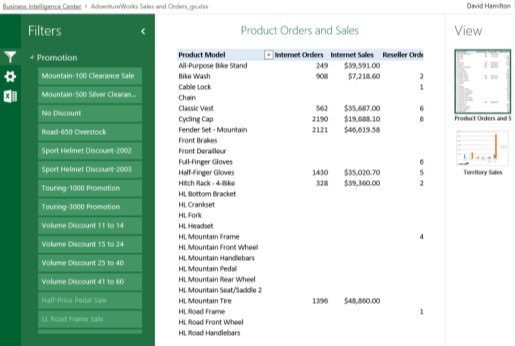 Business Intelligence Center › AdventureWorks Sales and Orders_go.xlsx
David Hamilton
Filters ‹
Promotion
Mountain-100 Clearance Sale
Mountain-500 Silver Clearan...
No Discount
Road-650 Overstock
Sport Helmet Discount-2002
Sport Helmet Discount-2003
Touring-1000 Promotion
Touring-3000 Promotion
Volume Discount 11 to 14
Volume Discount 15 to 24
Volume Discount 25 to 40
Volume Discount 41 to 60
Half-Price Pedal Sale
LL Road Frame Sale
Product Orders and Sales
Product Model Internet Orders Internet Sales Reseller Orde
All-Purpose Bike Stand 249 $39,591.00
Bike Wash 908 $7,218.60 2
Cable Lock 1
Chain
Classic Vest 562 $35,687.00 6
Cycling Cap 2190 $19,688.10 6
Fender Set - Mountain 2121 $46,619.58
Front Brakes
Front Derailleur
Full-Finger Gloves 6
Half-Finger Gloves 1430 $35,020.70 5
Hitch Rack - 4-Bike 328 $39,360.00 2
HL Bottom Bracket
HL Crankset
HL Fork
HL Headset
HL Mountain Frame 4
HL Mountain Front Wheel
HL Mountain Handlebars
HL Mountain Pedal
HL Mountain Rear Wheel
HL Mountain Seat/Saddle 2
HL Mountain Tire 1396 $48,860.00
HL Road Frame 1
HL Road Front Wheel
HL Road Handlebars
View
Product Orders and S
Territory Sales